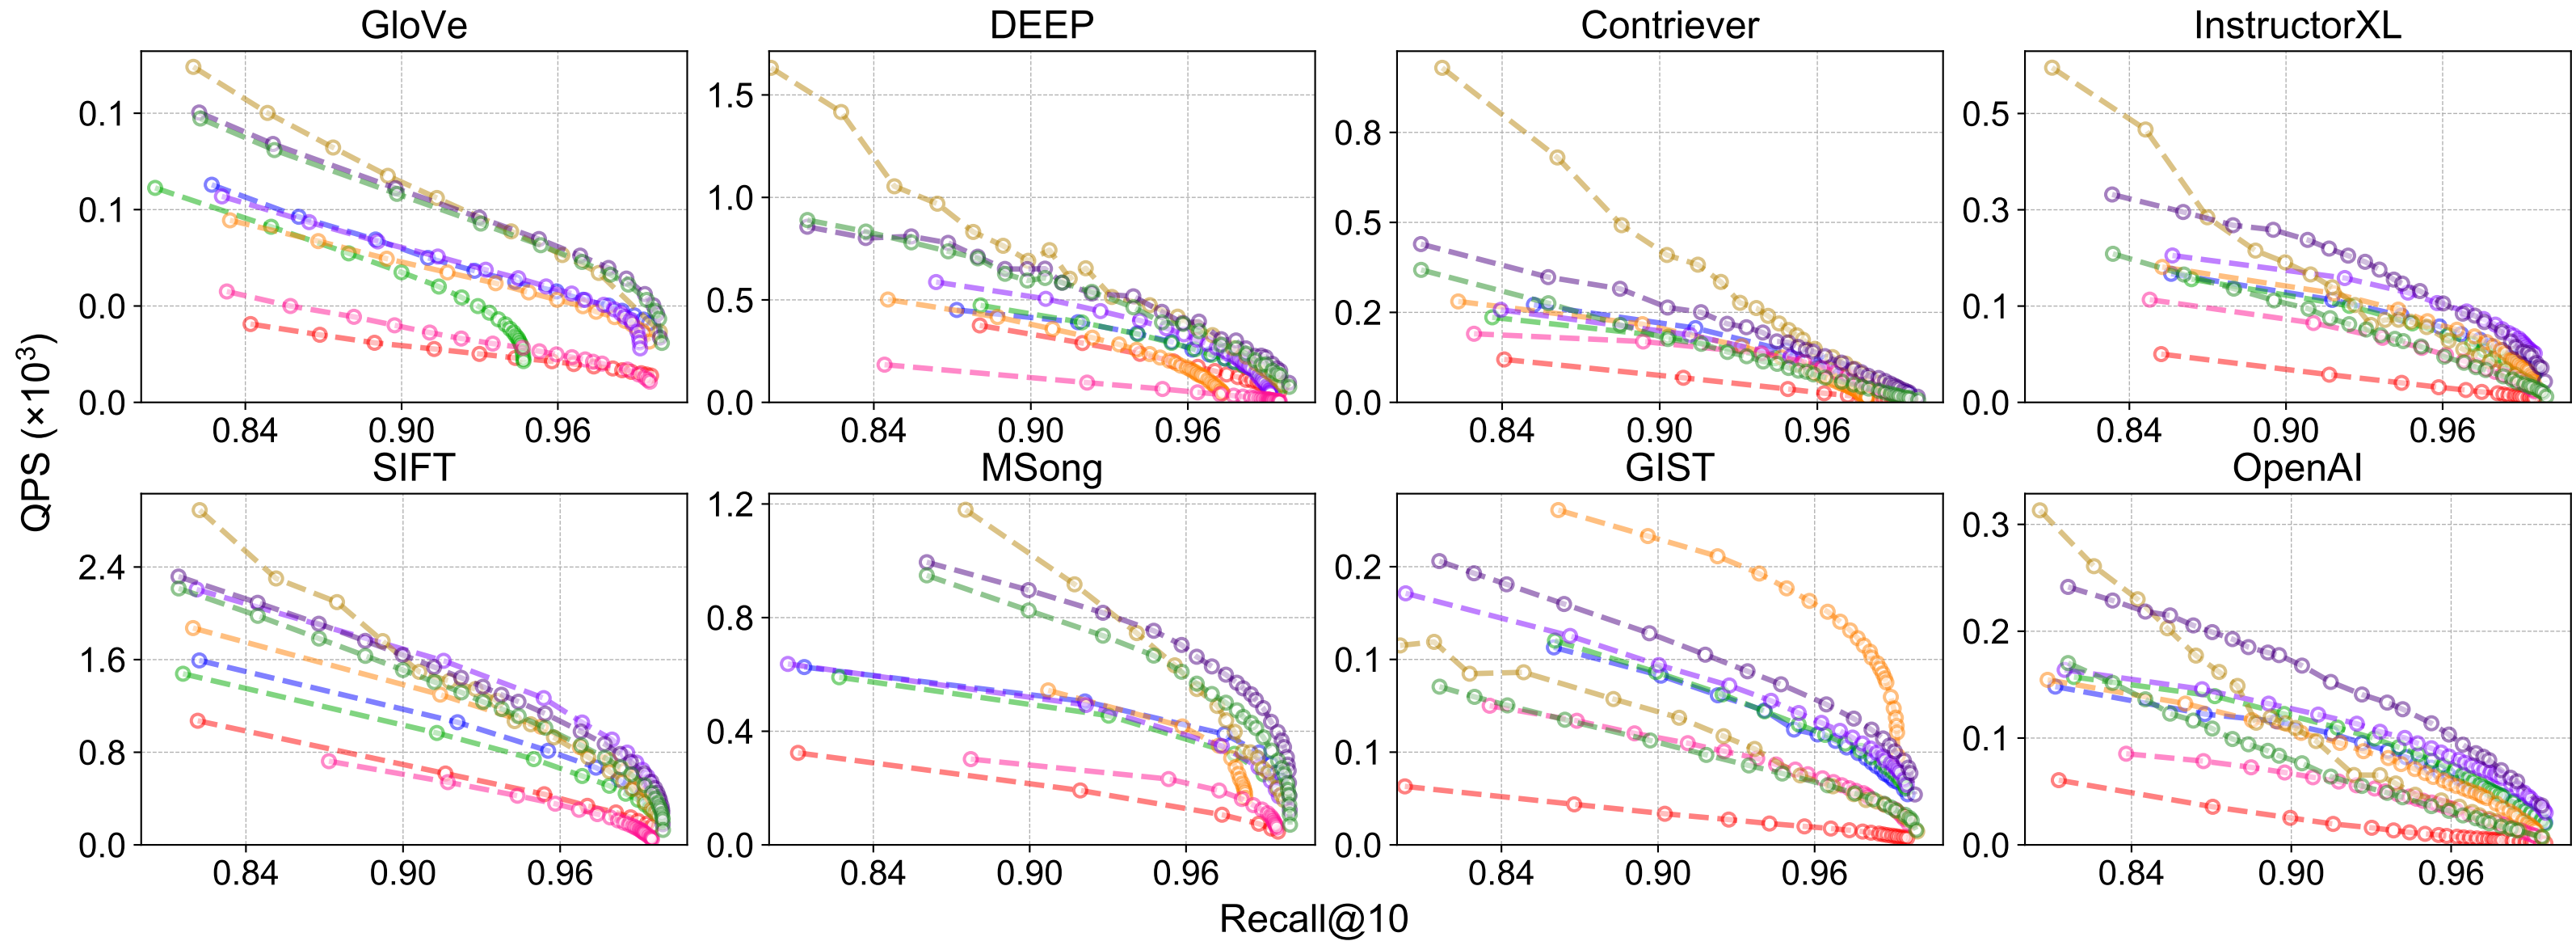 GloVe DEEP Contriever InstructorXL
0.1 0.1 0.0 0.0
1.5 1.0 0.5 0.0
0.8 0.5 0.2 0.0
0.5 0.3 0.1 0.0
0.84 0.90 0.96 0.84 0.90 0.96 0.84 0.90 0.96 0.84 0.90 0.96
QPS (×10³)
SIFT MSong GIST OpenAI
2.4 1.6 0.8 0.0
1.2 0.8 0.4 0.0
0.2 0.1 0.1 0.0
0.3 0.2 0.1 0.0
0.84 0.90 0.96 0.84 0.90 0.96 0.84 0.90 0.96 0.84 0.90 0.96
Recall@10